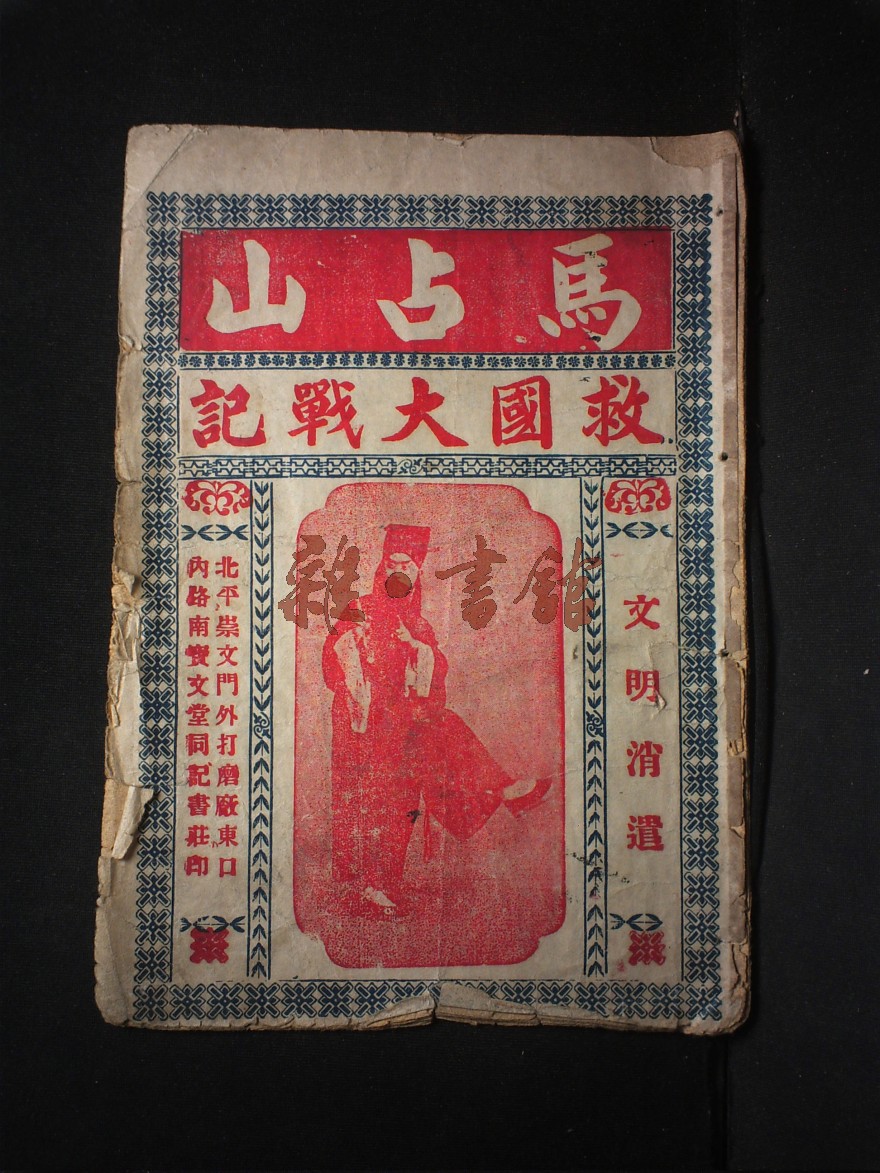 馬占山
救國大戰記
文明消遣
北平崇文門外打磨廠東口
內路南寶文堂同記書莊印
雜·書館